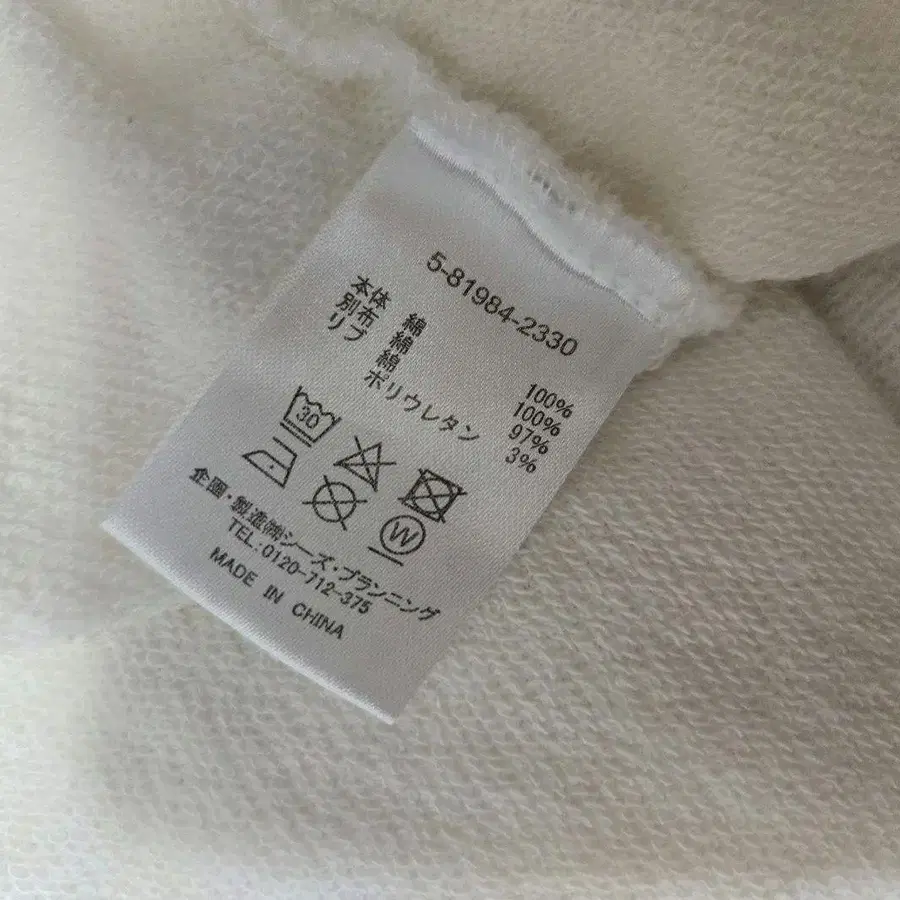 5-81984-2330
本体 綿 100%
別布 綿 100%
リブ 綿 97%
ポリウレタン 3%
30
W
企画・製造㈱シーズ・プランニング
TEL:0120-712-375
MADE IN CHINA